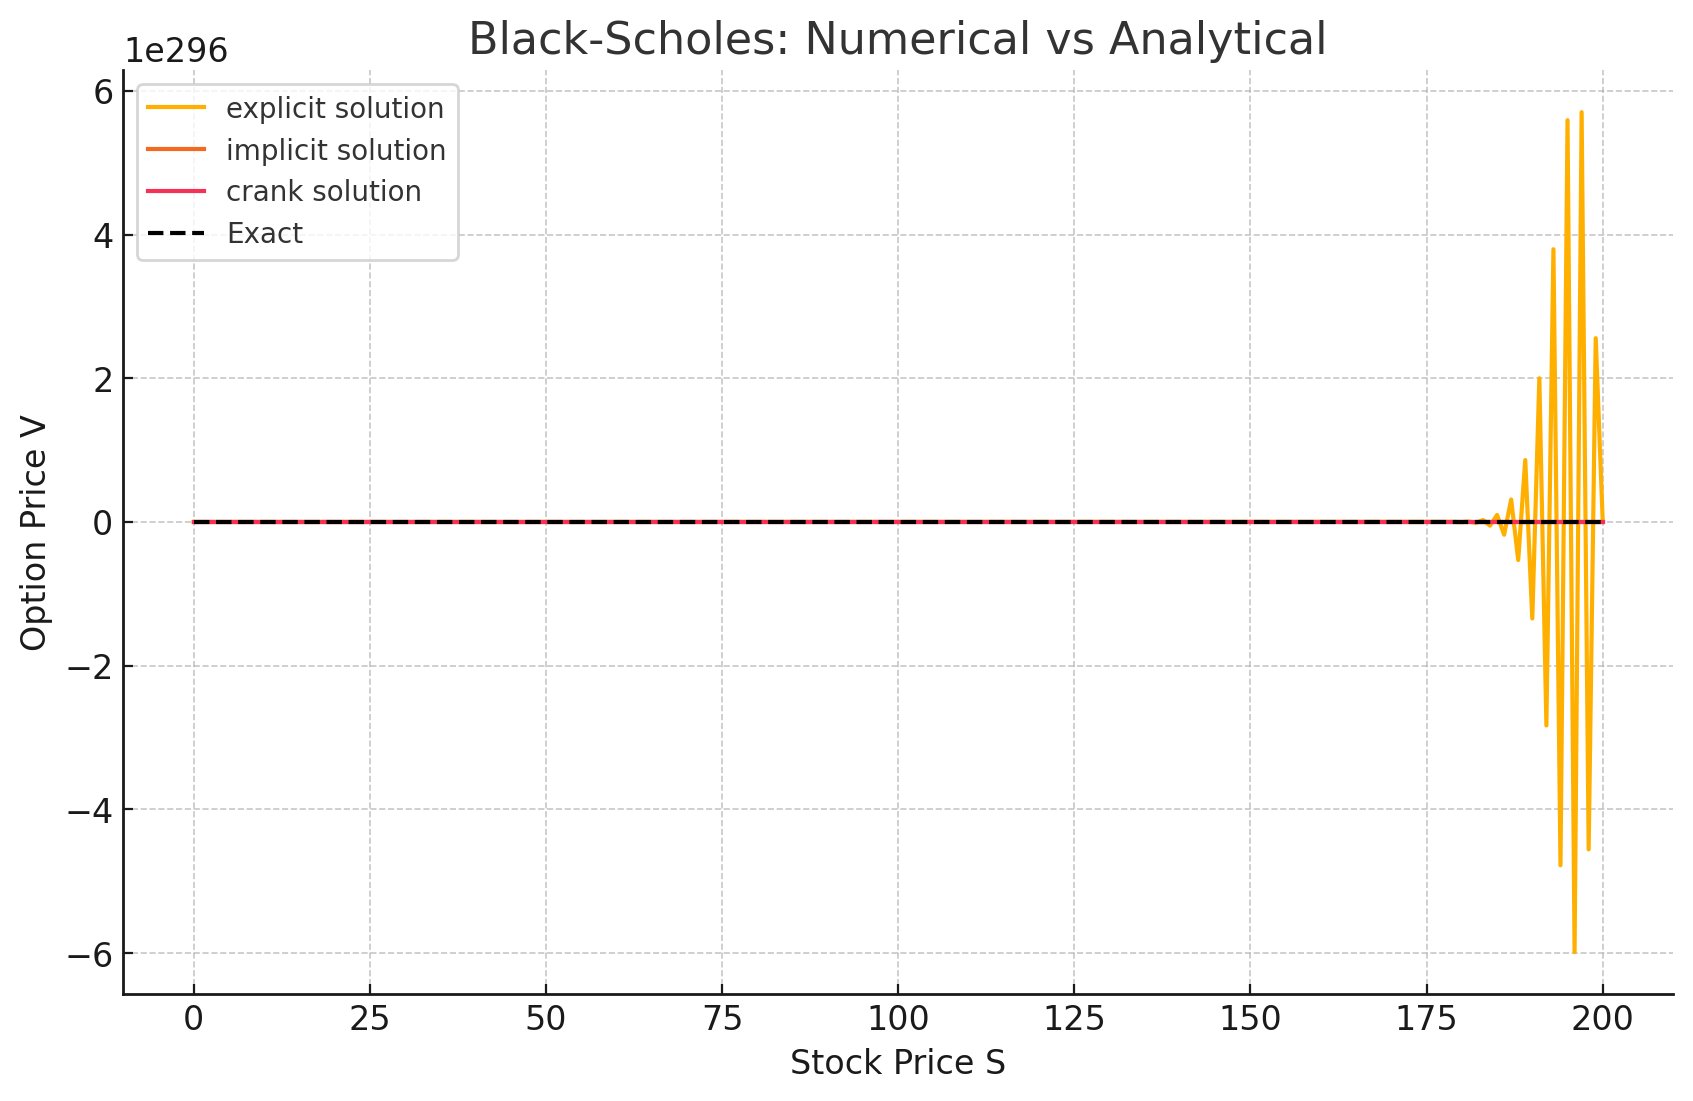 Black-Scholes: Numerical vs Analytical
1e296
explicit solution
implicit solution
crank solution
Exact
6
4
2
0
−2
−4
−6
Option Price V
0 25 50 75 100 125 150 175 200
Stock Price S